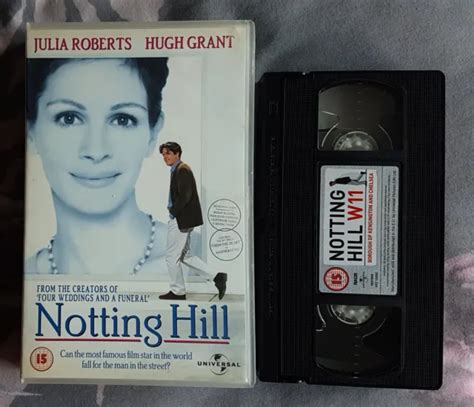 JULIA ROBERTS HUGH GRANT
FROM THE CREATORS OF
'FOUR WEDDINGS AND A FUNERAL'
Notting Hill
15
Can the most famous film star in the world
fall for the man in the street?
UNIVERSAL
NOTTING
HILL W11
BOROUGH OF KENSINGTON AND CHELSEA
15